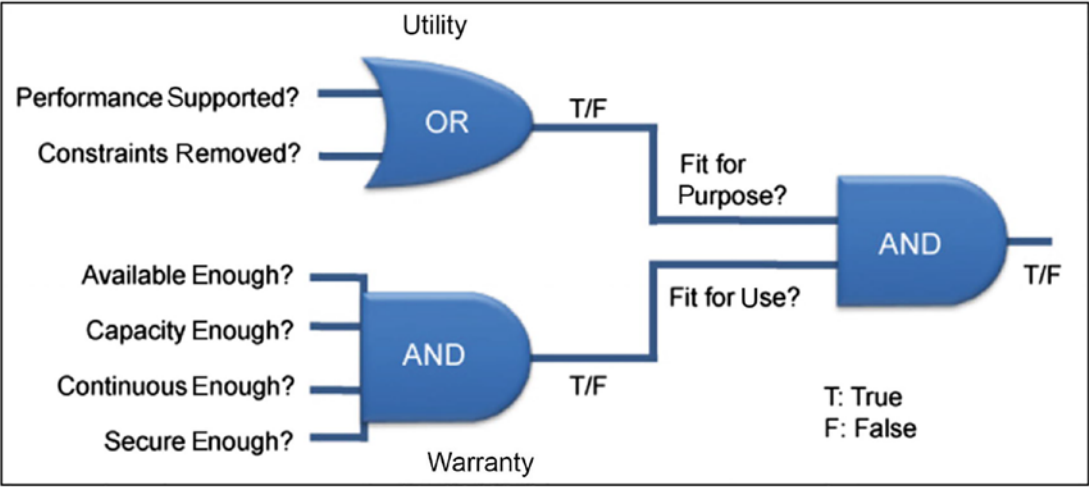 Utility
Performance Supported?
Constraints Removed?
OR
T/F
Fit for
Purpose?
AND
T/F
Available Enough?
Capacity Enough?
Continuous Enough?
Secure Enough?
AND
T/F
Fit for Use?
Warranty
T: True
F: False